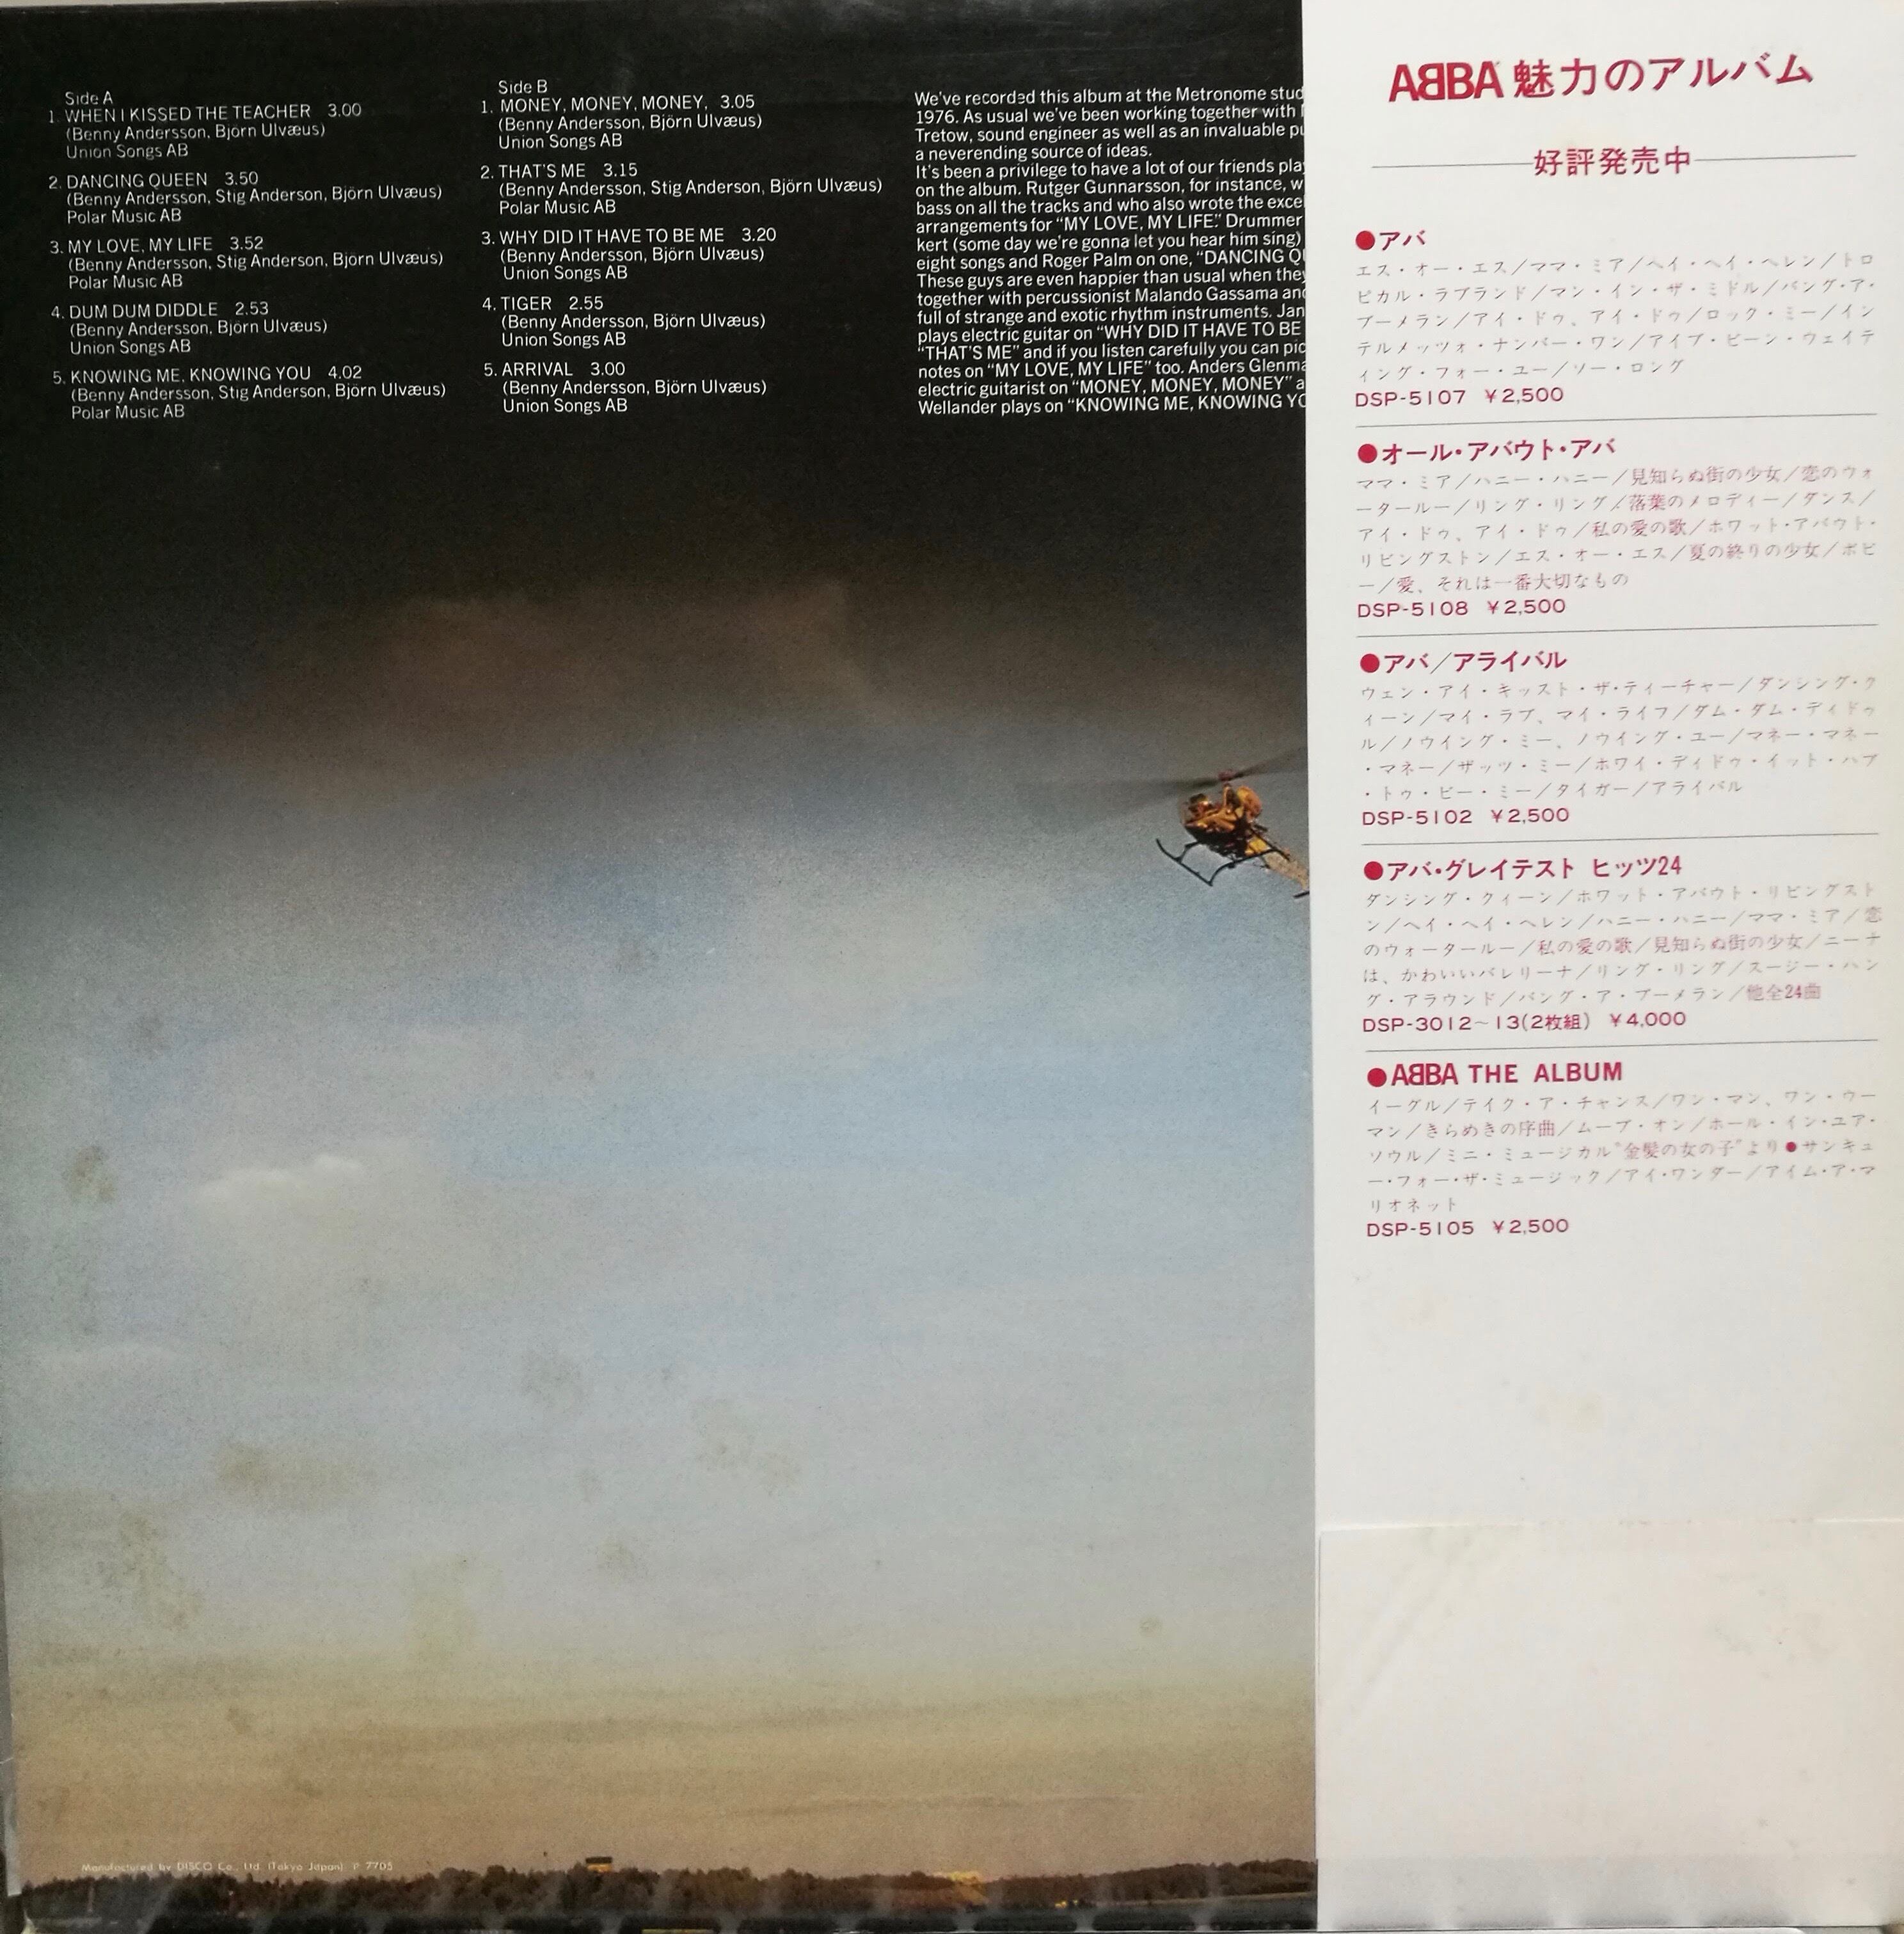 Side A
1. WHEN I KISSED THE TEACHER 3.00
(Benny Andersson, Björn Ulvæus)
Union Songs AB
2. DANCING QUEEN 3.50
(Benny Andersson, Stig Anderson, Björn Ulvæus)
Polar Music AB
3. MY LOVE, MY LIFE 3.52
(Benny Andersson, Stig Anderson, Björn Ulvæus)
Polar Music AB
4. DUM DUM DIDDLE 2.53
(Benny Andersson, Björn Ulvæus)
Union Songs AB
5. KNOWING ME, KNOWING YOU 4.02
(Benny Andersson, Stig Anderson, Björn Ulvæus)
Polar Music AB
Side B
1. MONEY, MONEY, MONEY, 3.05
(Benny Andersson, Björn Ulvæus)
Union Songs AB
2. THAT'S ME 3.15
(Benny Andersson, Stig Anderson, Björn Ulvæus)
Polar Music AB
3. WHY DID IT HAVE TO BE ME 3.20
(Benny Andersson, Björn Ulvæus)
Union Songs AB
4. TIGER 2.55
(Benny Andersson, Björn Ulvæus)
Union Songs AB
5. ARRIVAL 3.00
(Benny Andersson, Björn Ulvæus)
Union Songs AB
We've recorded this album at the Metronome stud
1976. As usual we've been working together with
Tretow, sound engineer as well as an invaluable
a neverending source of ideas.
It's been a privilege to have a lot of our friends pla
on the album. Rutger Gunnarsson, for instance, w
bass on all the tracks and who also wrote the exce
arrangements for “MY LOVE, MY LIFE”. Drummer
kert (some day we're gonna let you hear him sing)
eight songs and Roger Palm on one, “DANCING Q
These guys are even happier than usual when they
together with percussionist Malando Gassama and
full of strange and exotic rhythm instruments. Jan
plays electric guitar on “WHY DID IT HAVE TO BE
“THAT'S ME” and if you listen carefully you can pic
notes on “MY LOVE, MY LIFE” too. Anders Glenma
electric guitarist on “MONEY, MONEY, MONEY” a
Wellander plays on “KNOWING ME, KNOWING YO
Manufactured by DISCO Co., Ltd. (Tokyo Japan) P 7705
ABBA 魅力のアルバム
好評発売中
●アバ
エス・オー・エス／ママ・ミア／ヘイ・ヘイ・ヘレン／トロ
ピカル・ラブランド／マン・イン・ザ・ミドル／バング・ア・
ブーメラン／アイ・ドゥ、アイ・ドゥ／ロック・ミー／イン
テルメッツォ・ナンバー・ワン／アイブ・ビーン・ウェイテ
ィング・フォー・ユー／ソー・ロング
DSP-5107 ￥2,500
●オール・アバウト・アバ
ママ・ミア／ハニー・ハニー／見知らぬ街の少女／恋のウォ
ータールー／リング・リング／落葉のメロディー／ダンス／
アイ・ドゥ、アイ・ドゥ／私の愛の歌／ホワット・アバウト・
リビングストン／エス・オー・エス／夏の終りの少女／ボビ
ー／愛、それは一番大切なもの
DSP-5108 ￥2,500
●アバ／アライバル
ウェン・アイ・キッスト・ザ・ティーチャー／ダンシング・ク
ィーン／マイ・ラブ、マイ・ライフ／ダム・ダム・ディドゥ
ル／ノウイング・ミー、ノウイング・ユー／マネー・マネー
・マネー／ザッツ・ミー／ホワイ・ディドゥ・イット・ハブ
・トゥ・ビー・ミー／タイガー／アライバル
DSP-5102 ￥2,500
●アバ・グレイテスト ヒッツ24
ダンシング・クィーン／ホワット・アバウト・リビングスト
ン／ヘイ・ヘイ・ヘレン／ハニー・ハニー／ママ・ミア／恋
のウォータールー／私の愛の歌／見知らぬ街の少女／ニーナ
は、かわいいバレリーナ／リング・リング／スージー・ハン
グ・アラウンド／バング・ア・ブーメラン／他全24曲
DSP-3012~13(2枚組) ￥4,000
●ABBA THE ALBUM
イーグル／テイク・ア・チャンス／ワン・マン、ワン・ウー
マン／きらめきの序曲／ムーブ・オン／ホール・イン・ユア・
ソウル／ミニ・ミュージカル“金髪の女の子”より●サンキュ
ー・フォー・ザ・ミュージック／アイ・ワンダー／アイム・ア・マ
リオネット
DSP-5105 ￥2,500